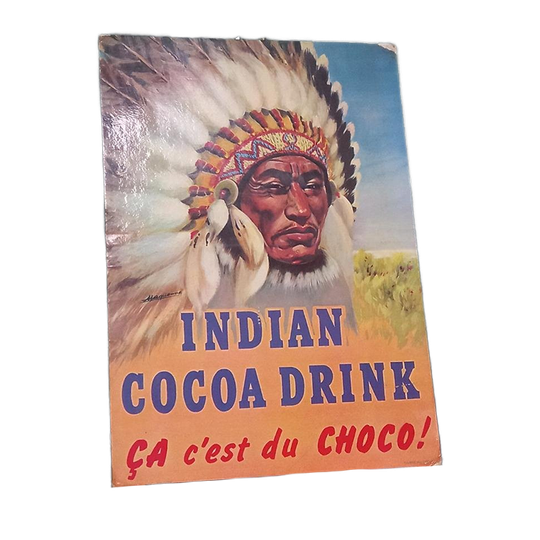 INDIAN
COCOA DRINK
ÇA c'est du CHOCO!